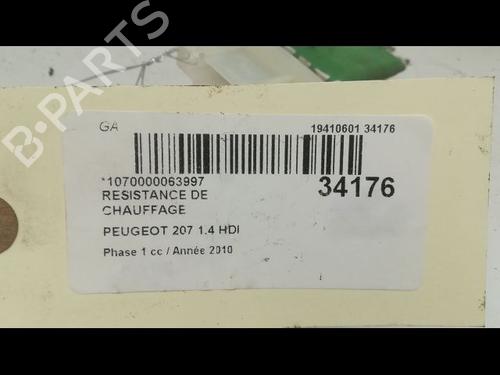 B-PARTS
GA 19410601 34176
*1070000063997 34176
RESISTANCE DE
CHAUFFAGE
PEUGEOT 207 1.4 HDI
Phase 1 cc / Année 2010